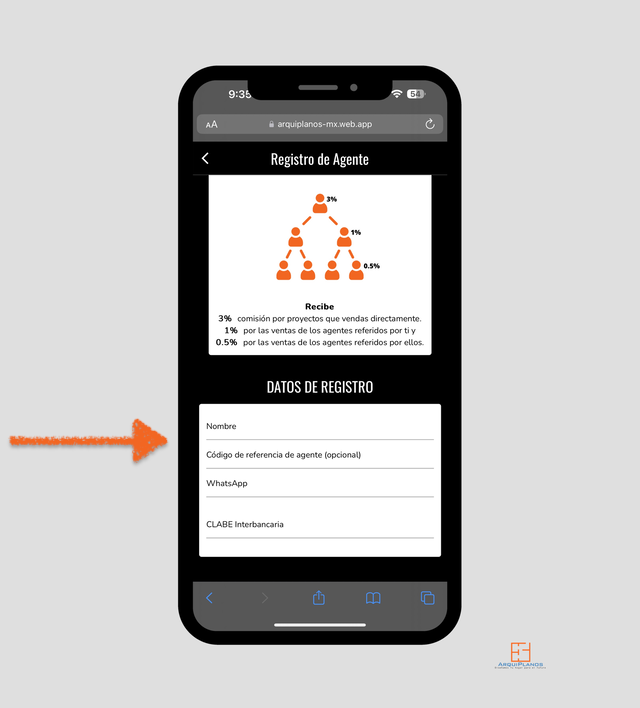 9:35
54
AA
arquiplanos-mx.web.app
Registro de Agente
3%
1%
0.5%
Recibe
3% comisión por proyectos que vendas directamente.
1% por las ventas de los agentes referidos por ti y
0.5% por las ventas de los agentes referidos por ellos.
DATOS DE REGISTRO
Nombre
Código de referencia de agente (opcional)
WhatsApp
CLABE Interbancaria
ARQUIPLANOS